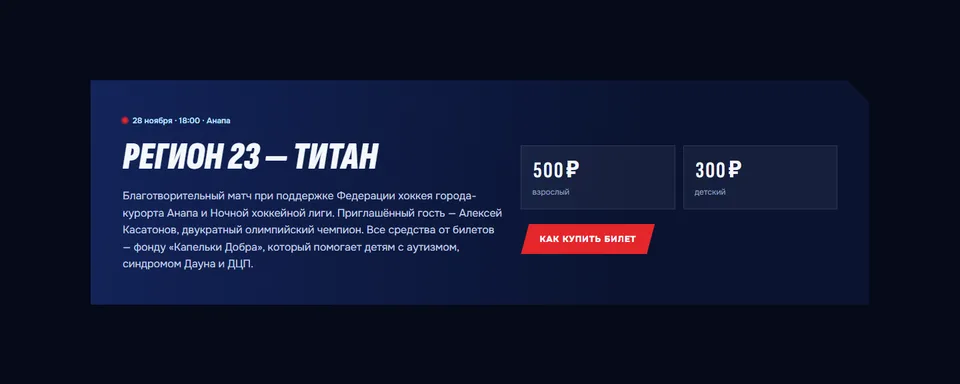 28 ноября · 18:00 · Анапа
РЕГИОН 23 — ТИТАН
Благотворительный матч при поддержке Федерации хоккея города-
курорта Анапа и Ночной хоккейной лиги. Приглашённый гость — Алексей
Касатонов, двукратный олимпийский чемпион. Все средства от билетов
— фонду «Капельки Добра», который помогает детям с аутизмом,
синдромом Дауна и ДЦП.
500 ₽
взрослый
300 ₽
детский
КАК КУПИТЬ БИЛЕТ